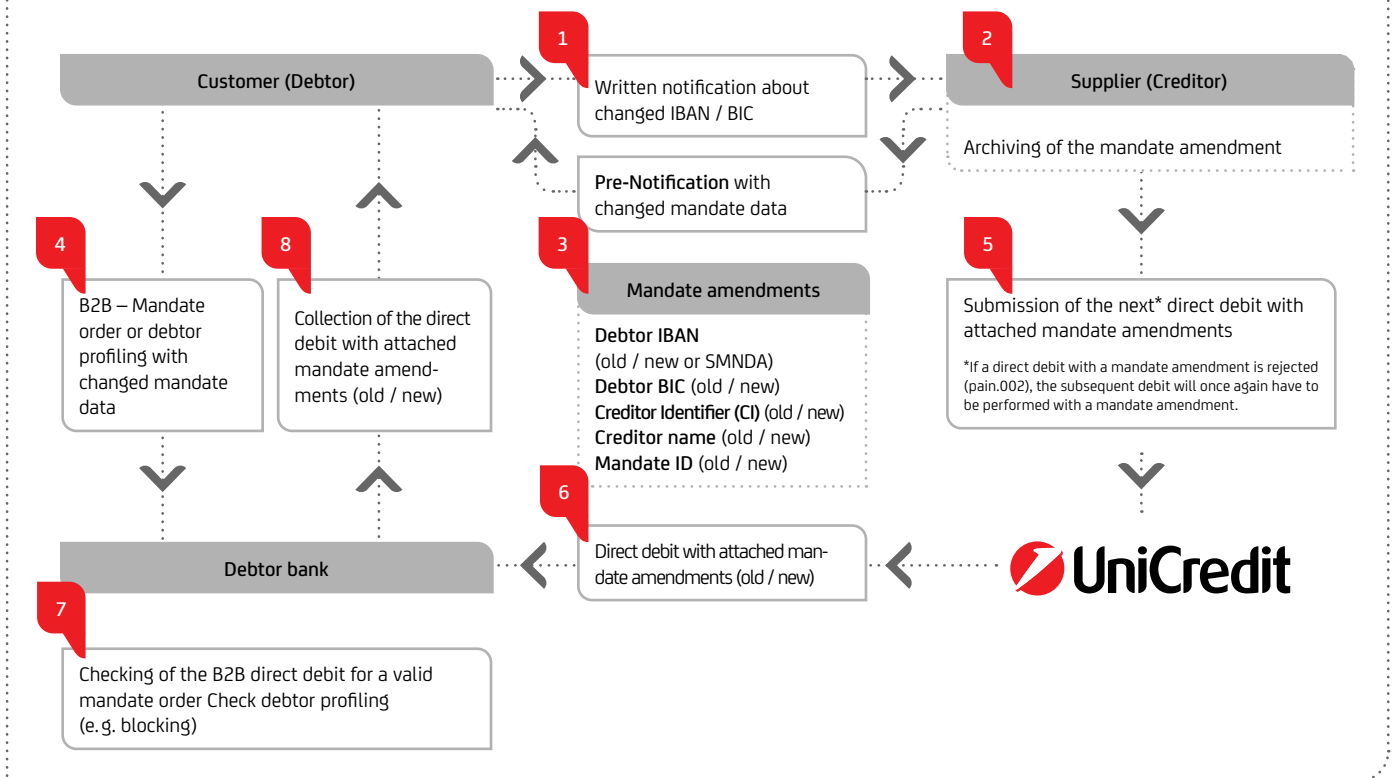 1
2
Customer (Debtor)
Written notification about
changed IBAN / BIC
Supplier (Creditor)
Archiving of the mandate amendment
Pre-Notification with
changed mandate data
4
B2B – Mandate
order or debtor
profiling with
changed mandate
data
8
Collection of the direct
debit with attached
mandate amend-
ments (old / new)
3
Mandate amendments
Debtor IBAN
(old / new or SMNDA)
Debtor BIC (old / new)
Creditor Identifier (CI) (old / new)
Creditor name (old / new)
Mandate ID (old / new)
5
Submission of the next* direct debit with
attached mandate amendments
*If a direct debit with a mandate amendment is rejected
(pain.002), the subsequent debit will once again have to
be performed with a mandate amendment.
6
Direct debit with attached man-
date amendments (old / new)
UniCredit
Debtor bank
7
Checking of the B2B direct debit for a valid
mandate order Check debtor profiling
(e. g. blocking)